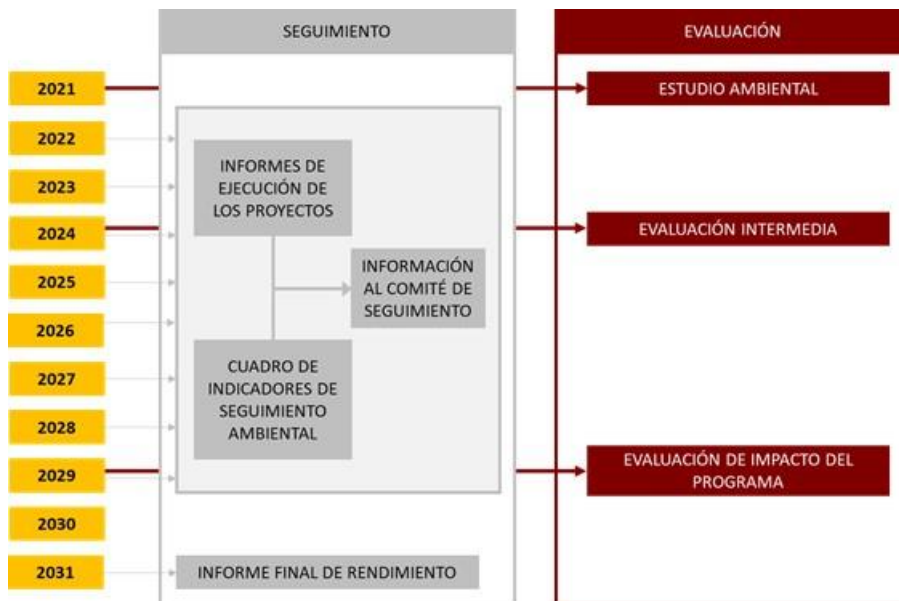 SEGUIMIENTO
EVALUACIÓN
2021
ESTUDIO AMBIENTAL
2022
INFORMES DE
EJECUCIÓN DE
LOS PROYECTOS
2023
2024
EVALUACIÓN INTERMEDIA
INFORMACIÓN
AL COMITÉ DE
SEGUIMIENTO
2025
2026
CUADRO DE
INDICADORES DE
SEGUIMIENTO
AMBIENTAL
2027
2028
2029
EVALUACIÓN DE IMPACTO DEL
PROGRAMA
2030
2031
INFORME FINAL DE RENDIMIENTO